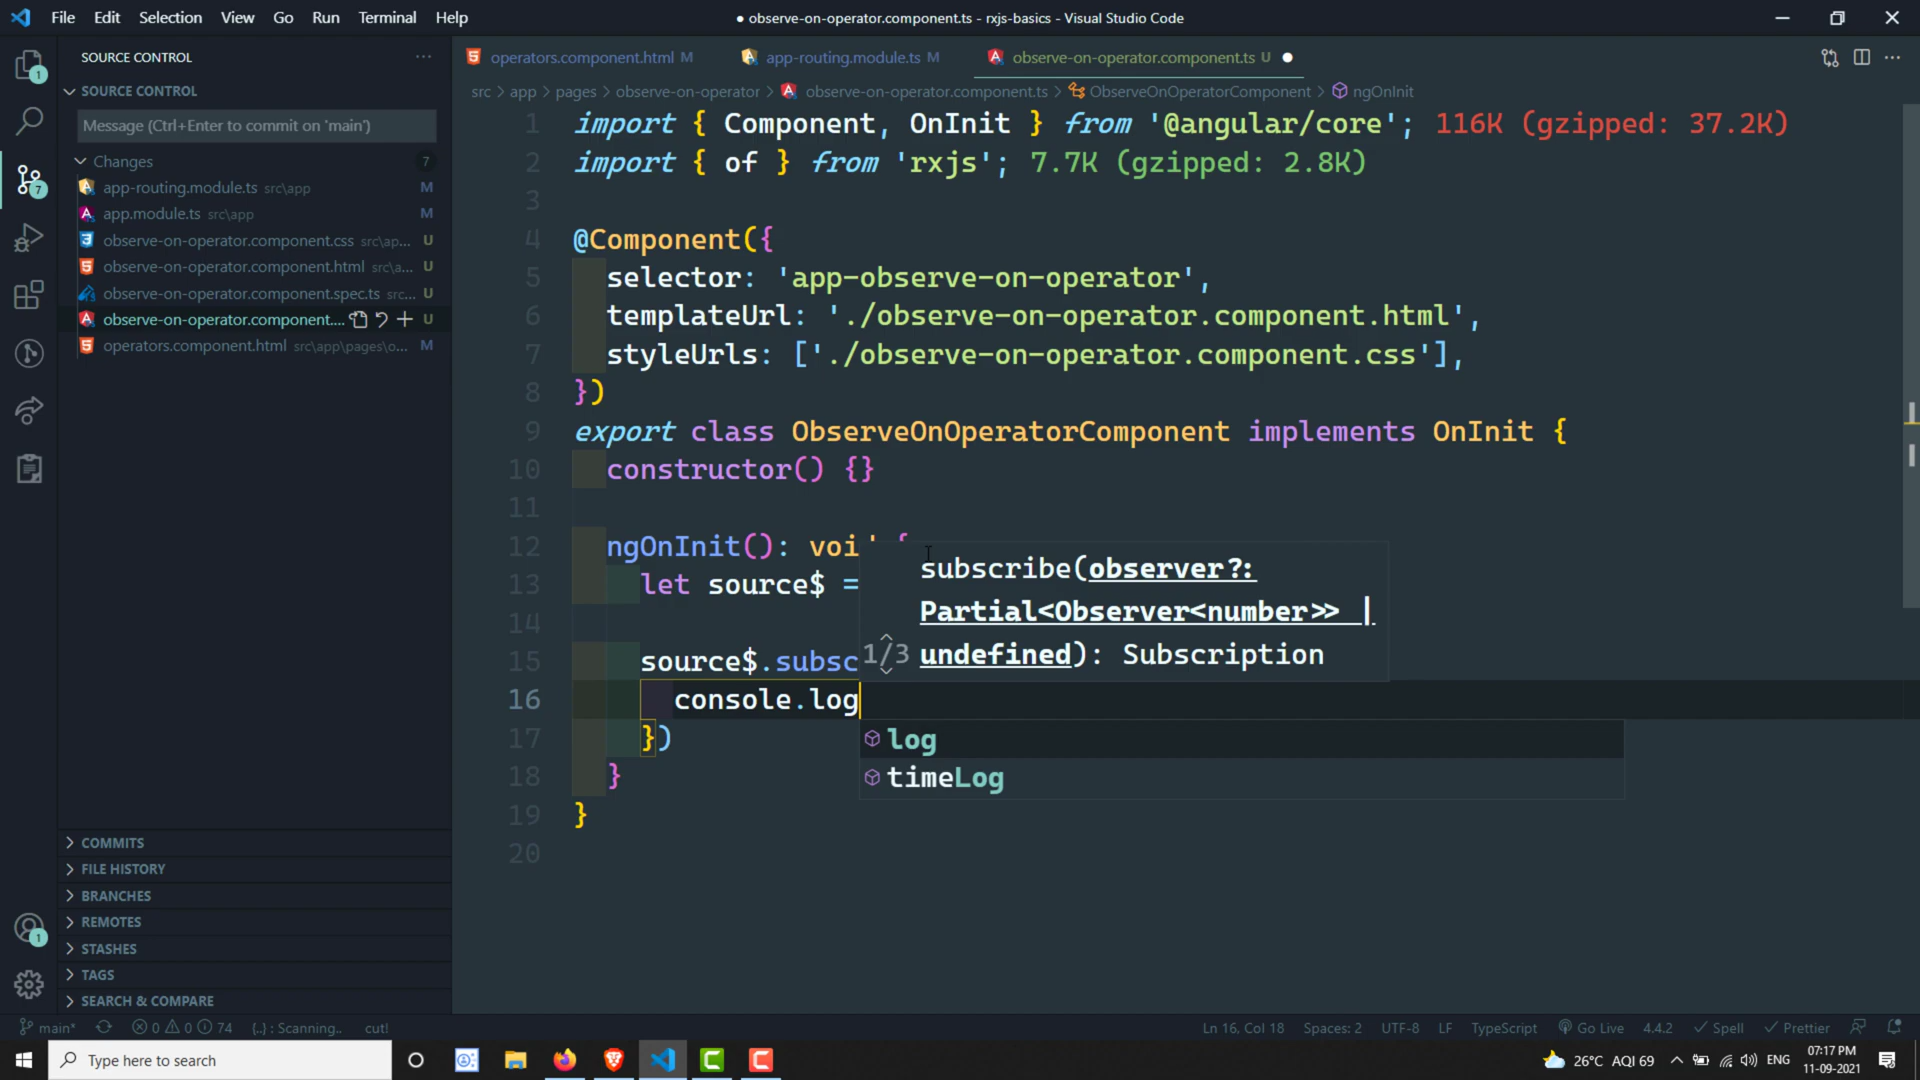 File Edit Selection View Go Run Terminal Help
● observe-on-operator.component.ts - rxjs-basics - Visual Studio Code
SOURCE CONTROL
operators.component.html M
app-routing.module.ts M
observe-on-operator.component.ts U
SOURCE CONTROL
src > app > pages > observe-on-operator > observe-on-operator.component.ts > ObserveOnOperatorComponent > ngOnInit
Message (Ctrl+Enter to commit on 'main')
Changes 7
app-routing.module.ts src\app M
app.module.ts src\app M
observe-on-operator.component.css src\ap... U
observe-on-operator.component.html src\a... U
observe-on-operator.component.spec.ts src... U
observe-on-operator.component.... U
operators.component.html src\app\pages\o... M
COMMITS
FILE HISTORY
BRANCHES
REMOTES
STASHES
TAGS
SEARCH & COMPARE
1 import { Component, OnInit } from '@angular/core'; 116K (gzipped: 37.2K)
2 import { of } from 'rxjs'; 7.7K (gzipped: 2.8K)
3
4 @Component({
5 selector: 'app-observe-on-operator',
6 templateUrl: './observe-on-operator.component.html',
7 styleUrls: ['./observe-on-operator.component.css'],
8 })
9 export class ObserveOnOperatorComponent implements OnInit {
10 constructor() {}
11
12 ngOnInit(): voi
13 let source$ =
14
15 source$.subsc
16 console.log
17 })
18 }
19 }
20
subscribe(observer?:
Partial<Observer<number>> |
1/3 undefined): Subscription
log
timeLog
1
7
1
main* 0 0 74 {..} : Scanning.. cut!
Ln 16, Col 18 Spaces: 2 UTF-8 LF TypeScript Go Live 4.4.2 Spell Prettier
Type here to search
26°C AQI 69 ENG
07:17 PM
11-09-2021